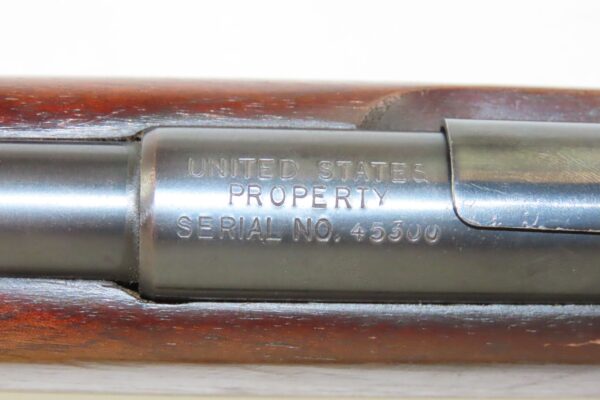 UNITED STATES
PROPERTY
SERIAL NO. 45300